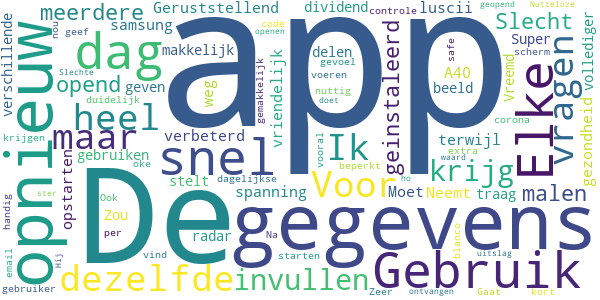 meerdere Geruststellend dividend luscii controle geopend Nutteloze
verschillende nou geef samsung code openen Slecht
app
opnieuw dag makkelijk delen gevoel Super scherm safe
Slechte voeren geinstaleerd Elke vragen vollediger
opend geven weg vriendelijk nuttig beeld A40 Vreemd
duidelijk gemakkelijk doet corona
heel maar verbeterd Ik terwijl gezondheid
krijgen gebruiken snel vooral extra
oke dagelijkse beperkt waard krijg traag
opstarten stelt spanning Voor ho Moet Neemt malen
ster De gegevens
handig Ook Zou radar Na blanco
per Gebruik
email gebruiker Hij dezelfde vind invullen starten uitslag
Zeer ontvangen Gaat kort